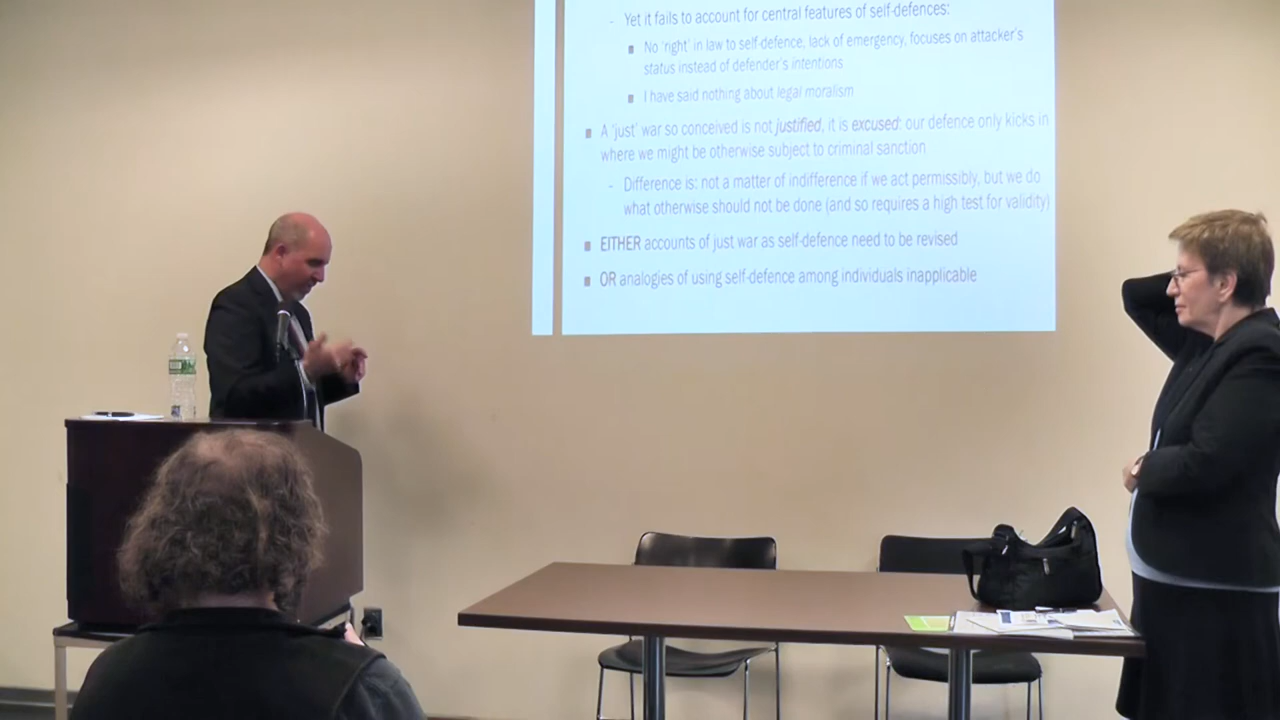 - Yet it fails to account for central features of self-defences:
■ No 'right' in law to self-defence, lack of emergency, focuses on attacker's
status instead of defender's intentions
■ I have said nothing about legal moralism
■ A 'just' war so conceived is not justified, it is excused: our defence only kicks in
where we might be otherwise subject to criminal sanction
- Difference is: not a matter of indifference if we act permissibly, but we do
what otherwise should not be done (and so requires a high test for validity)
■ EITHER accounts of just war as self-defence need to be revised
■ OR analogies of using self-defence among individuals inapplicable